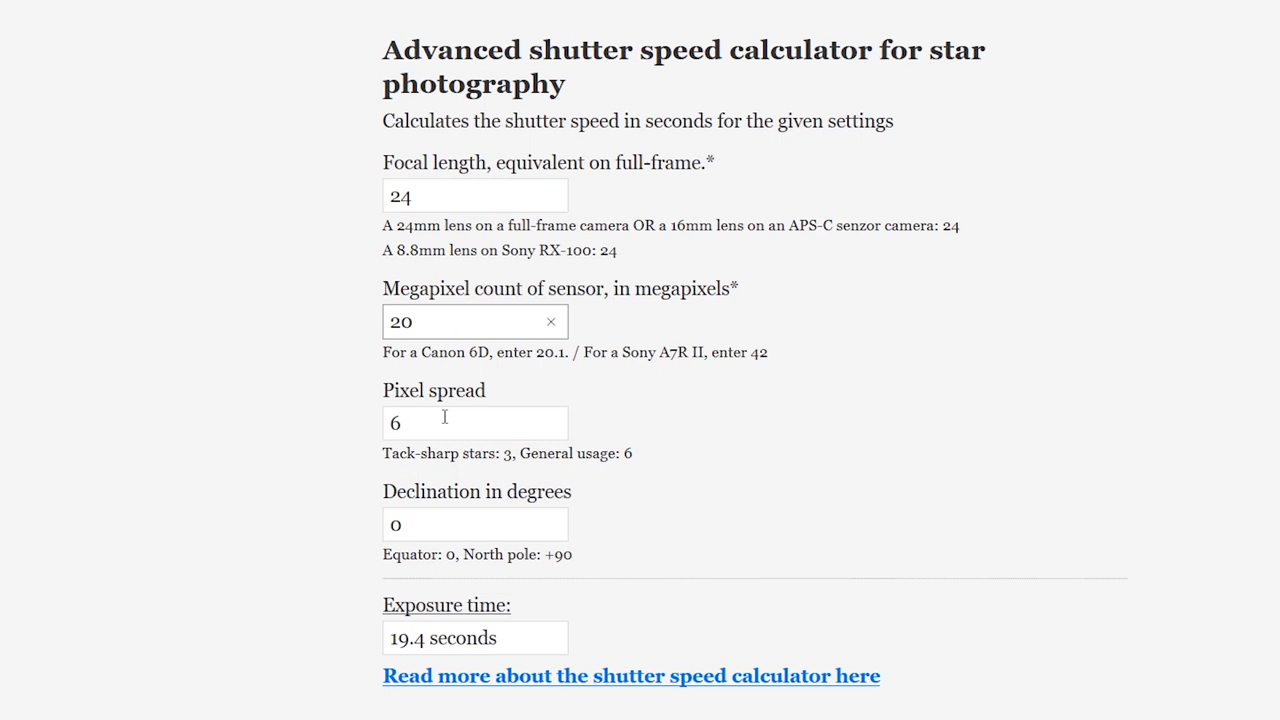 Advanced shutter speed calculator for star
photography
Calculates the shutter speed in seconds for the given settings
Focal length, equivalent on full-frame.*
24
A 24mm lens on a full-frame camera OR a 16mm lens on an APS-C senzor camera: 24
A 8.8mm lens on Sony RX-100: 24
Megapixel count of sensor, in megapixels*
20 ×
For a Canon 6D, enter 20.1. / For a Sony A7R II, enter 42
Pixel spread
6
Tack-sharp stars: 3, General usage: 6
Declination in degrees
0
Equator: 0, North pole: +90
Exposure time:
19.4 seconds
Read more about the shutter speed calculator here